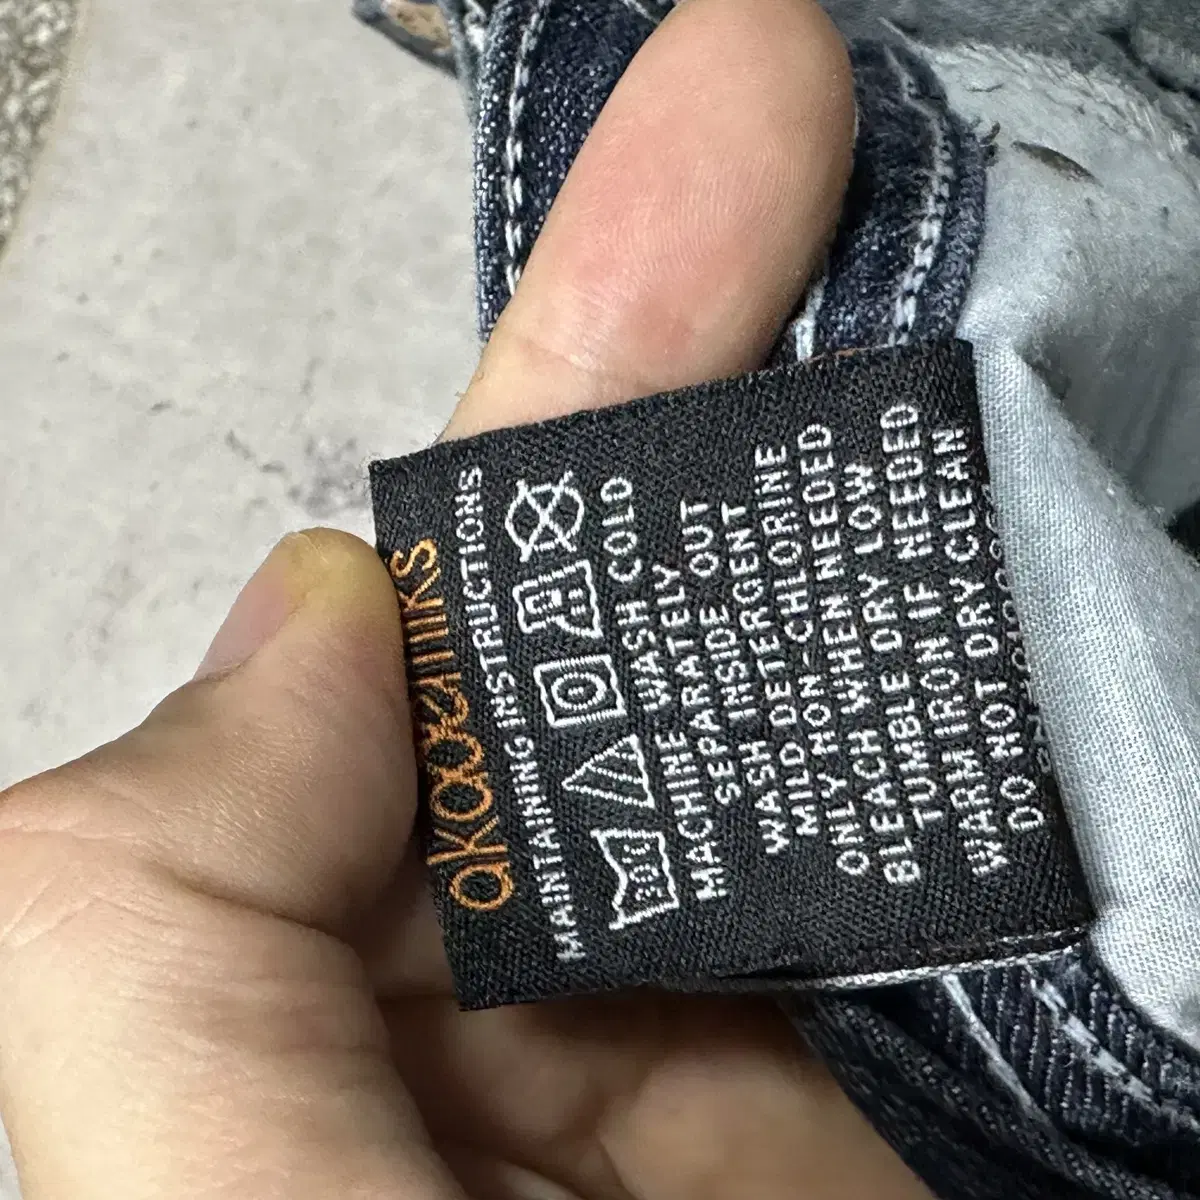 akademiks
MAINTAINING INSTRUCTIONS
MACHINE WASH COLD
SEPARATELY
WASH INSIDE OUT
MILD DETERGENT
ONLY NON-CHLORINE
BLEACH WHEN NEEDED
TUMBLE DRY LOW
WARM IRON IF NEEDED
DO NOT DRY CLEAN